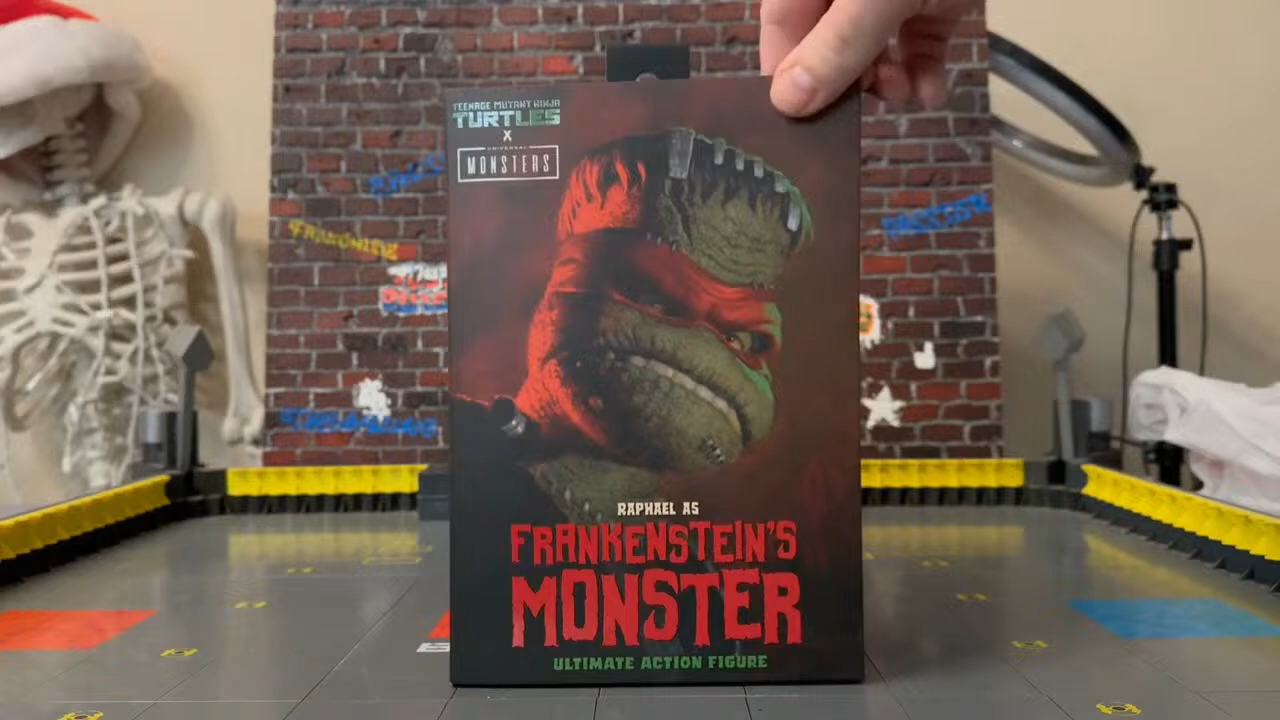 TEENAGE MUTANT NINJA
TURTLES
X
UNIVERSAL
MONSTERS
RAPHAEL AS
FRANKENSTEIN'S
MONSTER
ULTIMATE ACTION FIGURE